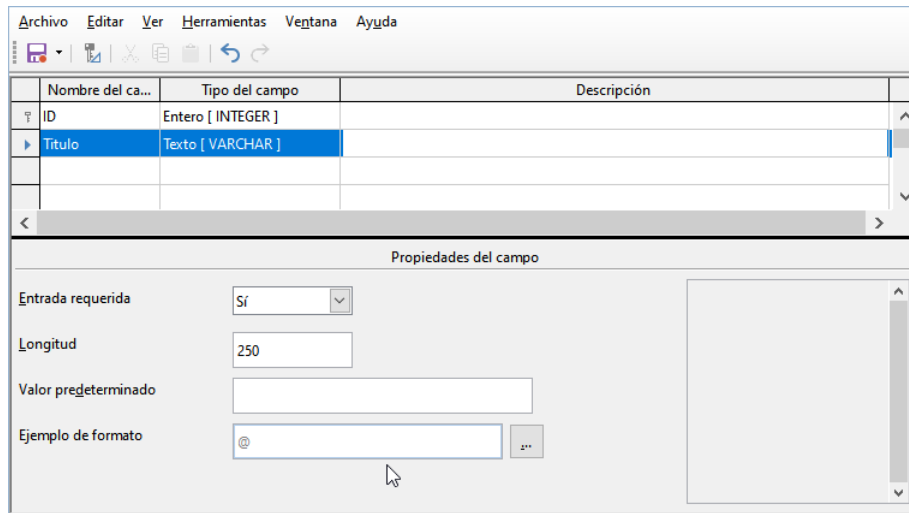 Archivo Editar Ver Herramientas Ventana Ayuda
Nombre del ca... Tipo del campo Descripción
ID Entero [ INTEGER ]
Titulo Texto [ VARCHAR ]
Propiedades del campo
Entrada requerida Sí
Longitud 250
Valor predeterminado
Ejemplo de formato @ ...